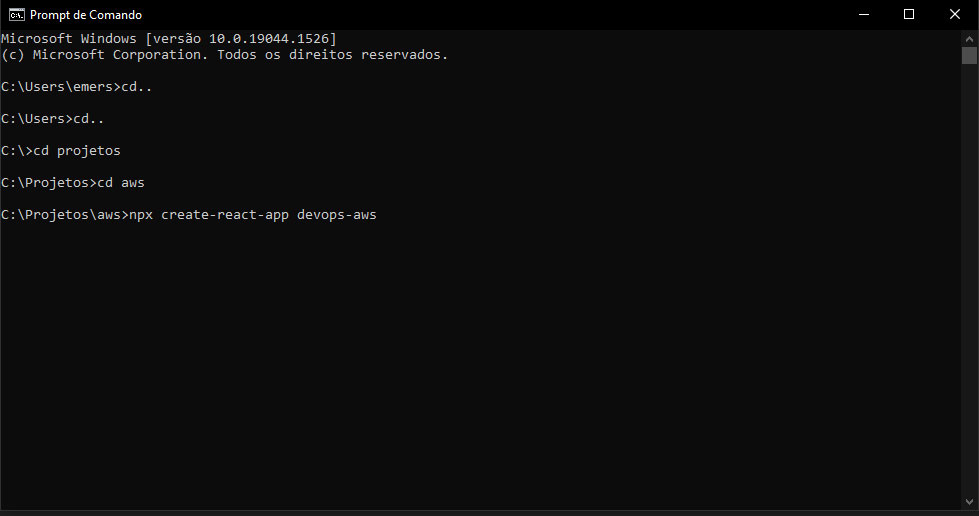 Prompt de Comando
Microsoft Windows [versão 10.0.19044.1526]
(c) Microsoft Corporation. Todos os direitos reservados.
C:\Users\emers>cd..
C:\Users>cd..
C:\>cd projetos
C:\Projetos>cd aws
C:\Projetos\aws>npx create-react-app devops-aws